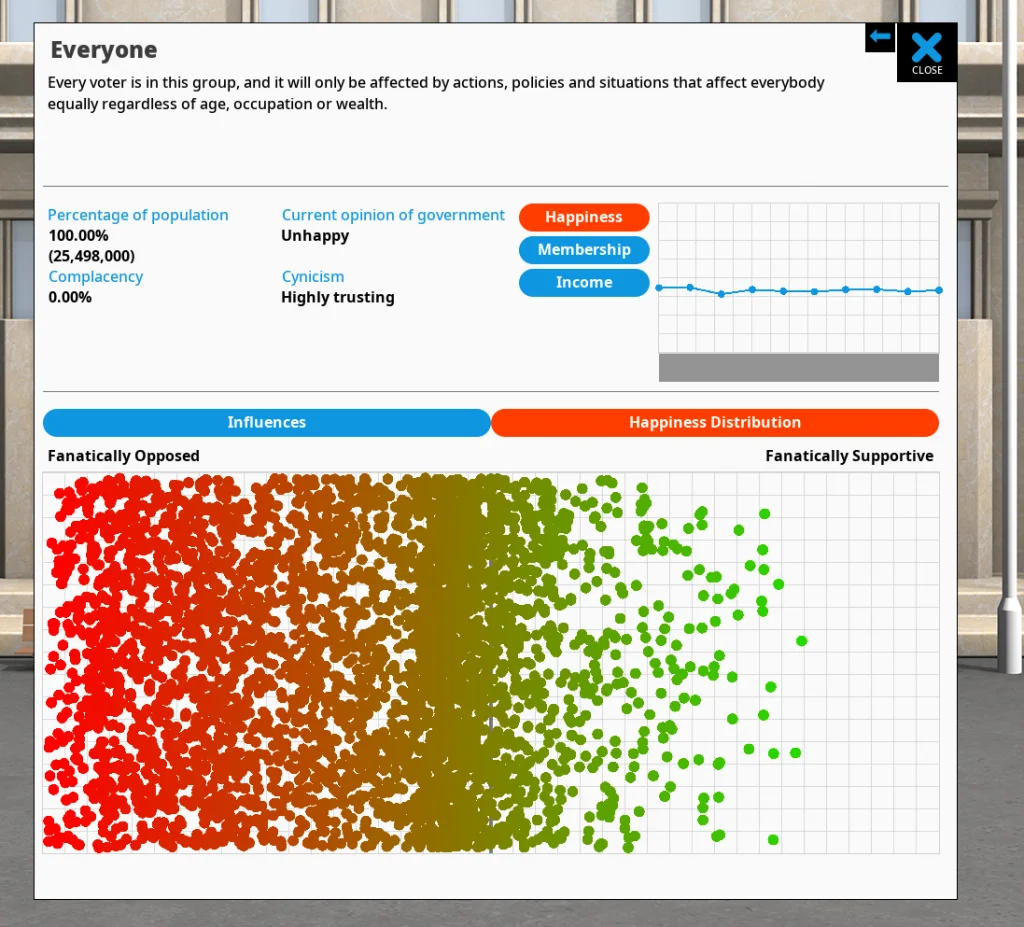 Everyone
CLOSE
Every voter is in this group, and it will only be affected by actions, policies and situations that affect everybody
equally regardless of age, occupation or wealth.
Percentage of population
100.00%
(25,498,000)
Complacency
0.00%
Current opinion of government
Unhappy
Cynicism
Highly trusting
Happiness
Membership
Income
Influences
Happiness Distribution
Fanatically Opposed
Fanatically Supportive